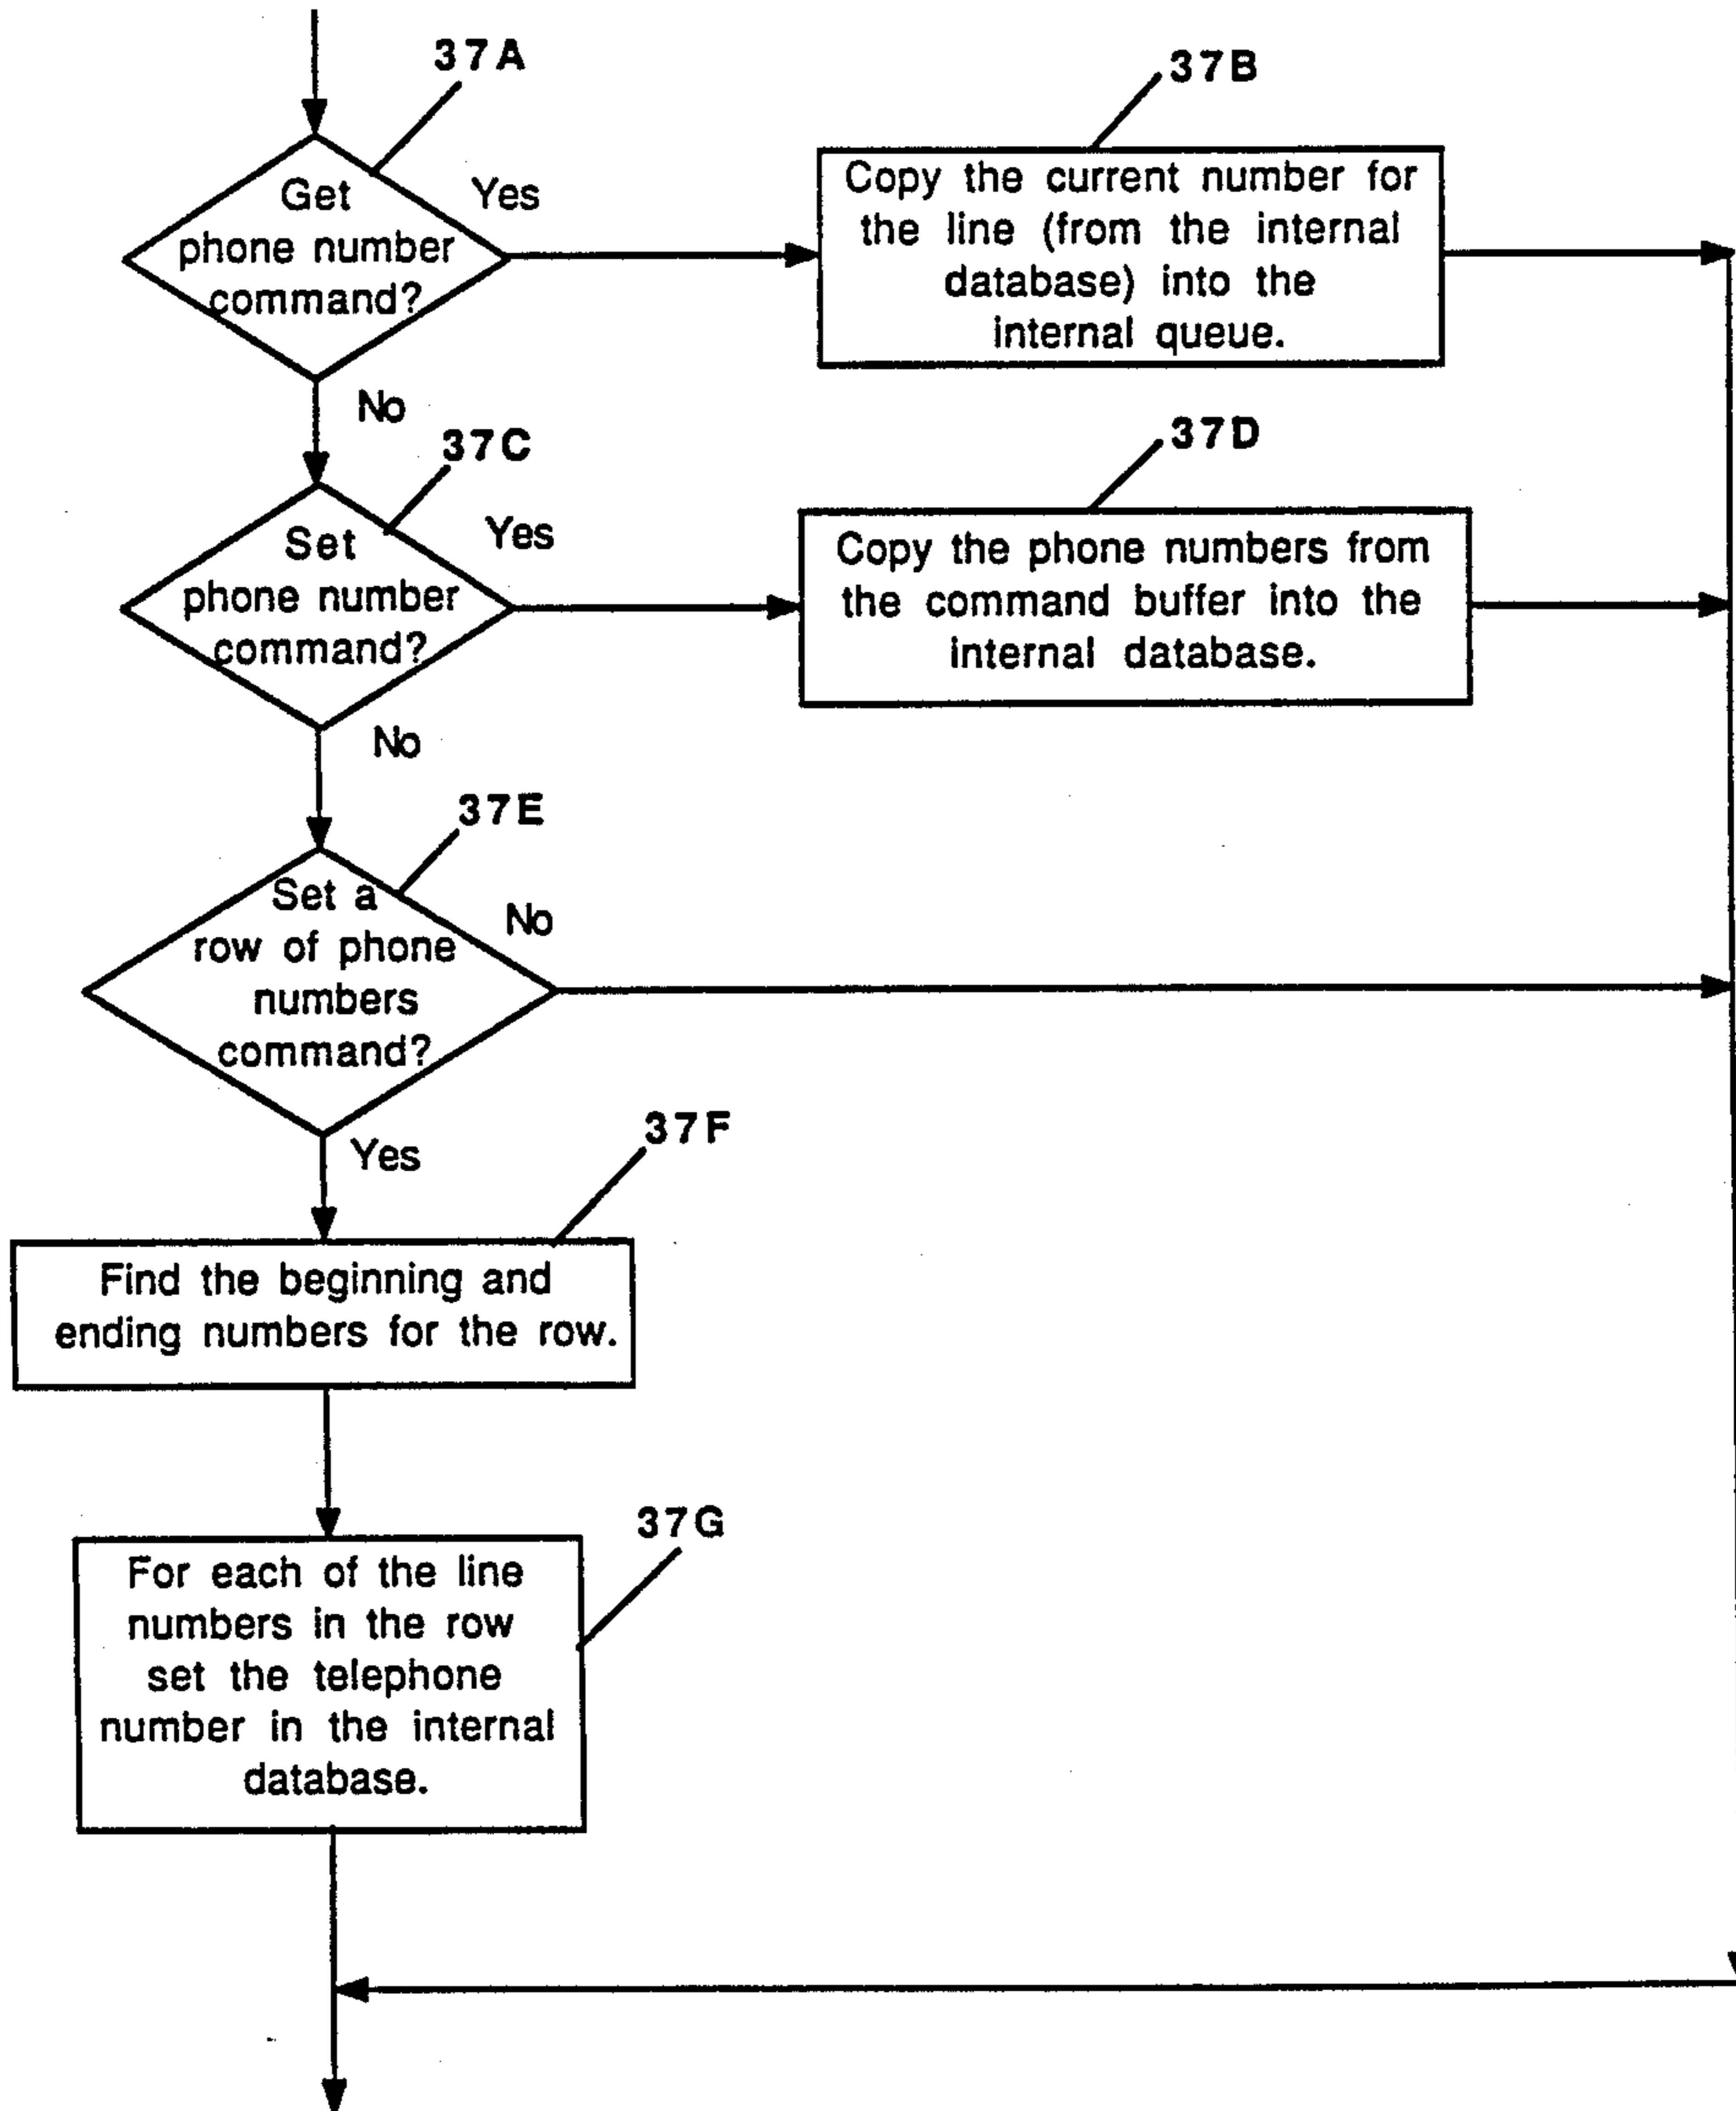 37A
Get
phone number
command?
Yes
37B
Copy the current number for
the line (from the internal
database) into the
internal queue.
No
37C
Set
phone number
command?
Yes
37D
Copy the phone numbers from
the command buffer into the
internal database.
No
37E
Set a
row of phone
numbers
command?
No
Yes
37F
Find the beginning and
ending numbers for the row.
37G
For each of the line
numbers in the row
set the telephone
number in the internal
database.